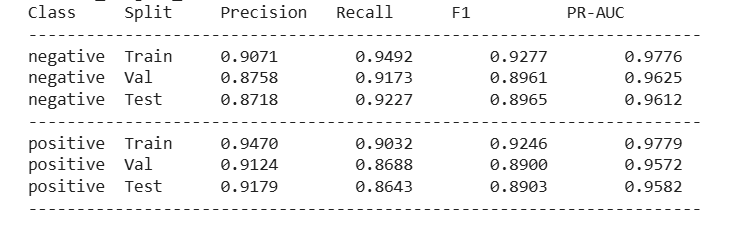 Class Split Precision Recall F1 PR-AUC
---------------------------------------------------------------------
negative Train 0.9071 0.9492 0.9277 0.9776
negative Val 0.8758 0.9173 0.8961 0.9625
negative Test 0.8718 0.9227 0.8965 0.9612
---------------------------------------------------------------------
positive Train 0.9470 0.9032 0.9246 0.9779
positive Val 0.9124 0.8688 0.8900 0.9572
positive Test 0.9179 0.8643 0.8903 0.9582
---------------------------------------------------------------------